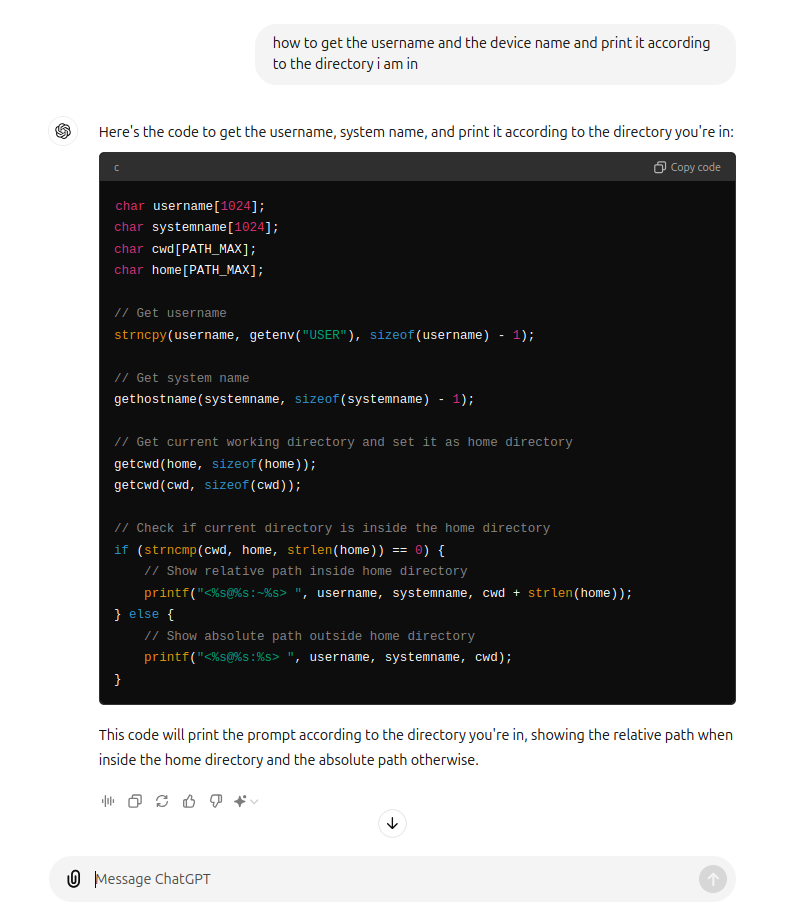 how to get the username and the device name and print it according
to the directory i am in
Here's the code to get the username, system name, and print it according to the directory you're in:
c
Copy code
char username[1024];
char systemname[1024];
char cwd[PATH_MAX];
char home[PATH_MAX];
// Get username
strncpy(username, getenv("USER"), sizeof(username) - 1);
// Get system name
gethostname(systemname, sizeof(systemname) - 1);
// Get current working directory and set it as home directory
getcwd(home, sizeof(home));
getcwd(cwd, sizeof(cwd));
// Check if current directory is inside the home directory
if (strncmp(cwd, home, strlen(home)) == 0) {
    // Show relative path inside home directory
    printf("<%s@%s:~%s> ", username, systemname, cwd + strlen(home));
} else {
    // Show absolute path outside home directory
    printf("<%s@%s:%s> ", username, systemname, cwd);
}
This code will print the prompt according to the directory you're in, showing the relative path when
inside the home directory and the absolute path otherwise.
Message ChatGPT